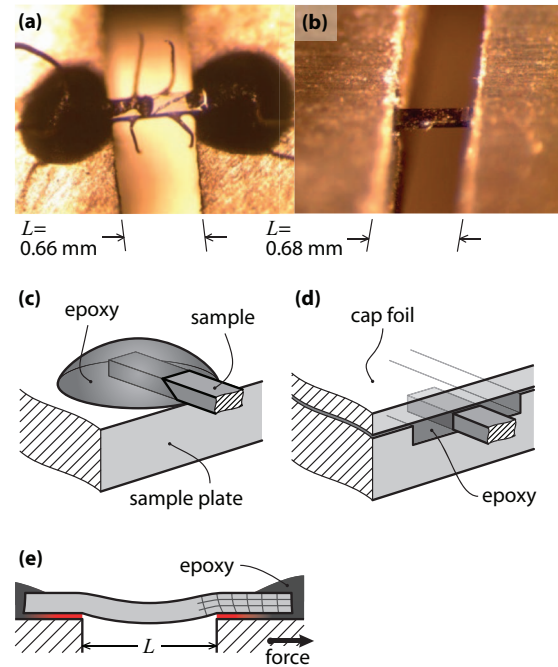 (a)
(b)
L=
0.66 mm
L=
0.68 mm
(c)
epoxy
sample
sample plate
(d)
cap foil
epoxy
(e)
epoxy
L
force